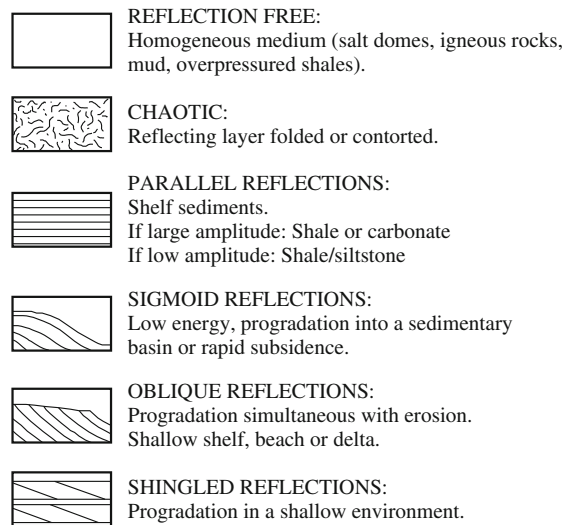 REFLECTION FREE:
Homogeneous medium (salt domes, igneous rocks,
mud, overpressured shales).
CHAOTIC:
Reflecting layer folded or contorted.
PARALLEL REFLECTIONS:
Shelf sediments.
If large amplitude: Shale or carbonate
If low amplitude: Shale/siltstone
SIGMOID REFLECTIONS:
Low energy, progradation into a sedimentary
basin or rapid subsidence.
OBLIQUE REFLECTIONS:
Progradation simultaneous with erosion.
Shallow shelf, beach or delta.
SHINGLED REFLECTIONS:
Progradation in a shallow environment.